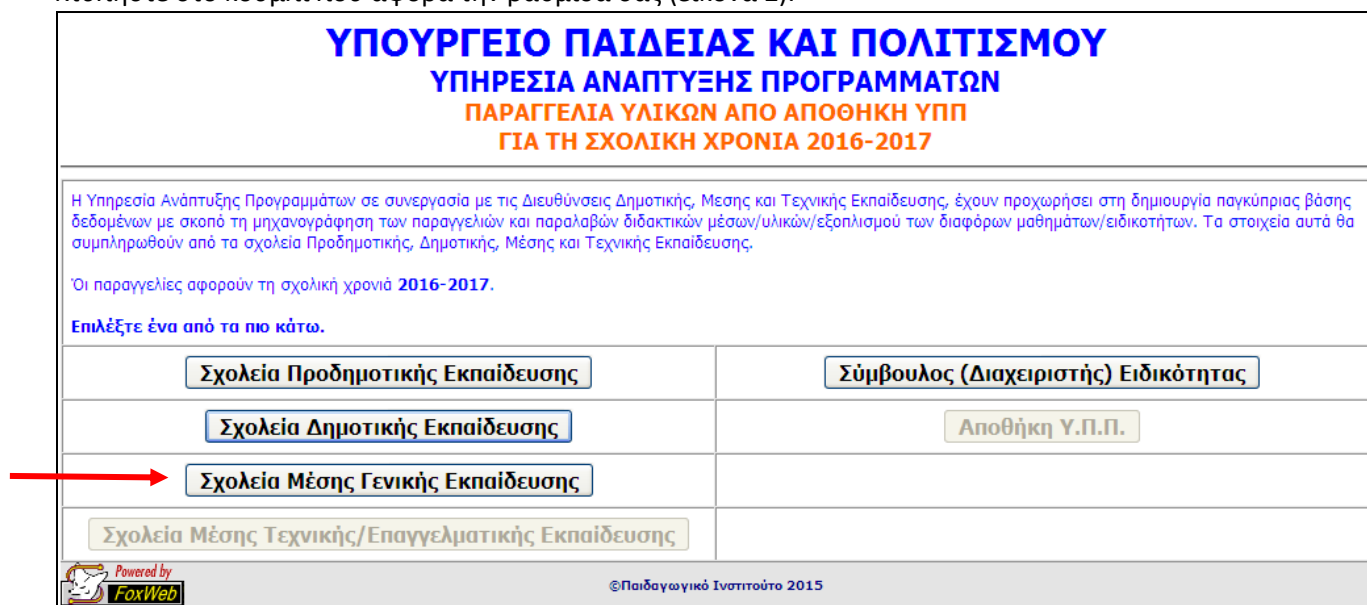 ΥΠΟΥΡΓΕΙΟ ΠΑΙΔΕΙΑΣ ΚΑΙ ΠΟΛΙΤΙΣΜΟΥ
ΥΠΗΡΕΣΙΑ ΑΝΑΠΤΥΞΗΣ ΠΡΟΓΡΑΜΜΑΤΩΝ
ΠΑΡΑΓΓΕΛΙΑ ΥΛΙΚΩΝ ΑΠΟ ΑΠΟΘΗΚΗ ΥΠΠ
ΓΙΑ ΤΗ ΣΧΟΛΙΚΗ ΧΡΟΝΙΑ 2016-2017
Η Υπηρεσία Ανάπτυξης Προγραμμάτων σε συνεργασία με τις Διευθύνσεις Δημοτικής, Μεσης και Τεχνικής Εκπαίδευσης, έχουν προχωρήσει στη δημιουργία παγκύπριας βάσης
δεδομένων με σκοπό τη μηχανογράφηση των παραγγελιών και παραλαβών διδακτικών μέσων/υλικών/εξοπλισμού των διαφόρων μαθημάτων/ειδικοτήτων. Τα στοιχεία αυτά θα
συμπληρωθούν από τα σχολεία Προδημοτικής, Δημοτικής, Μέσης και Τεχνικής Εκπαίδευσης.
Όι παραγγελίες αφορούν τη σχολική χρονιά 2016-2017.
Επιλέξτε ένα από τα πιο κάτω.
Σχολεία Προδημοτικής Εκπαίδευσης
Σύμβουλος (Διαχειριστής) Ειδικότητας
Σχολεία Δημοτικής Εκπαίδευσης
Αποθήκη Υ.Π.Π.
Σχολεία Μέσης Γενικής Εκπαίδευσης
Σχολεία Μέσης Τεχνικής/Επαγγελματικής Εκπαίδευσης
Powered by
FoxWeb
©Παιδαγωγικό Ινστιτούτο 2015